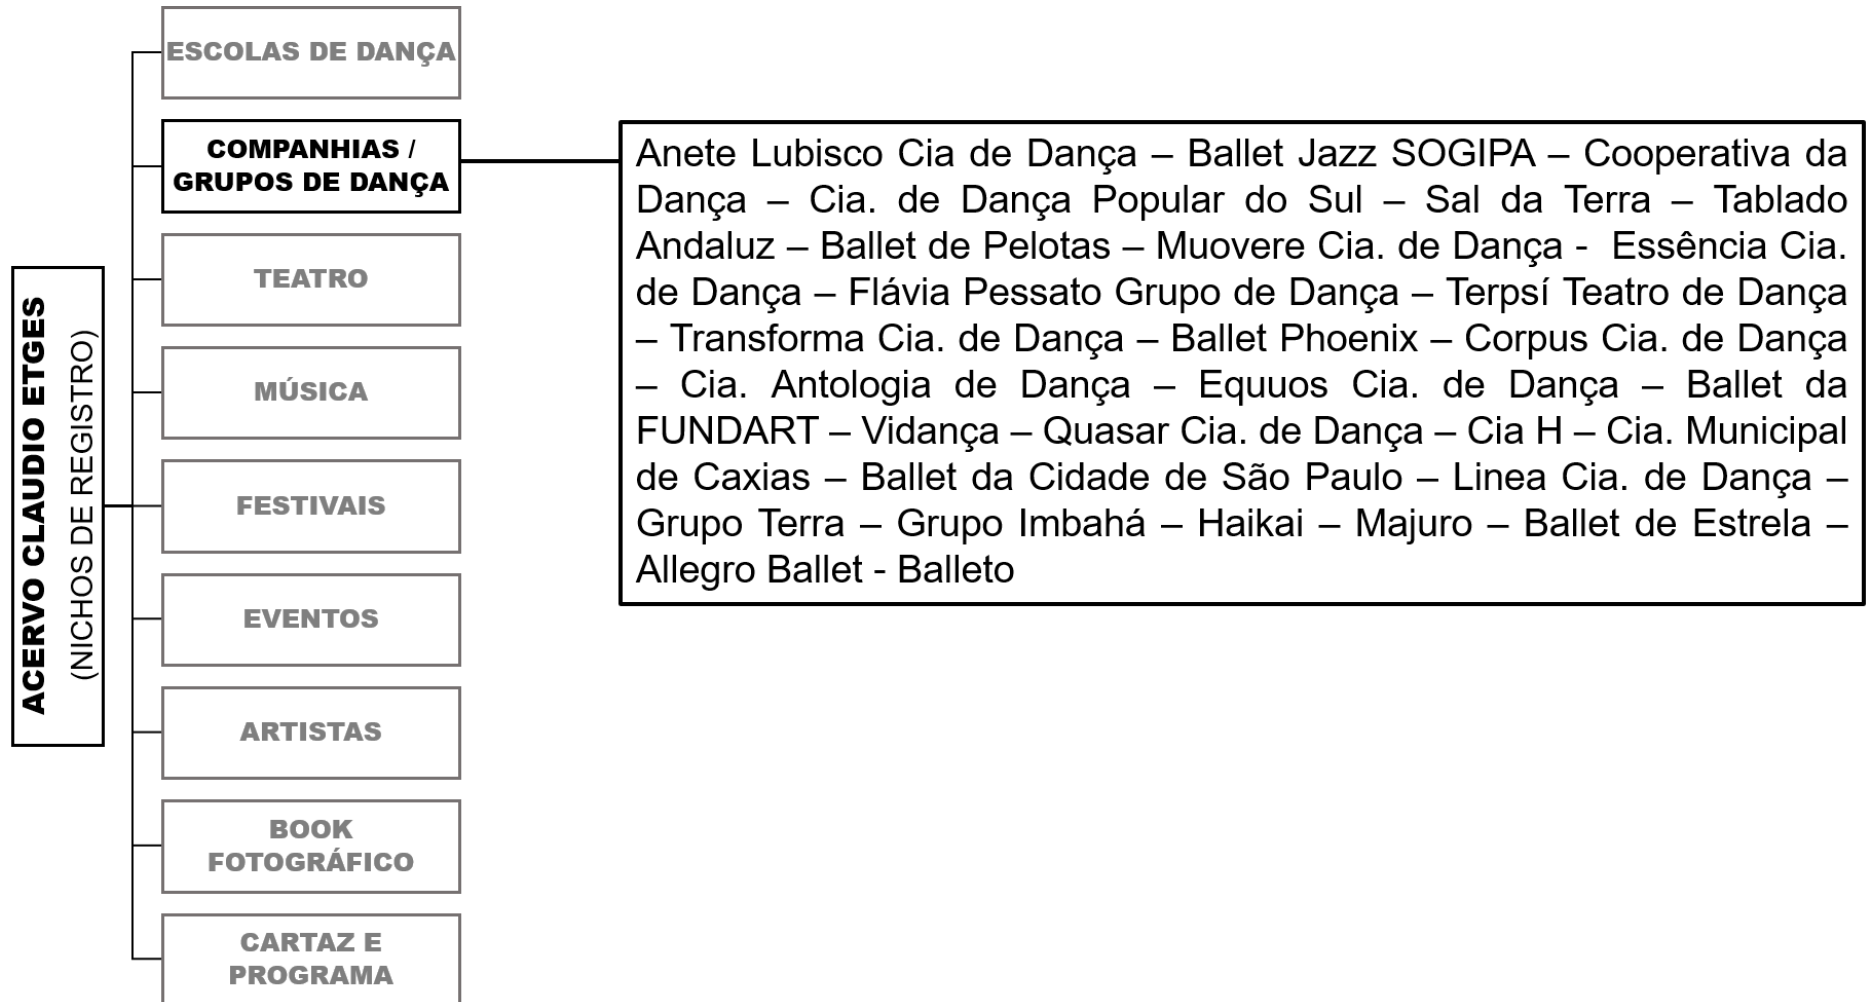 ACERVO CLAUDIO ETGES
(NICHOS DE REGISTRO)
ESCOLAS DE DANÇA
COMPANHIAS /
GRUPOS DE DANÇA
TEATRO
MÚSICA
FESTIVAIS
EVENTOS
ARTISTAS
BOOK
FOTOGRÁFICO
CARTAZ E
PROGRAMA
Anete Lubisco Cia de Dança – Ballet Jazz SOGIPA – Cooperativa da
Dança – Cia. de Dança Popular do Sul – Sal da Terra – Tablado
Andaluz – Ballet de Pelotas – Muovere Cia. de Dança - Essência Cia.
de Dança – Flávia Pessato Grupo de Dança – Terpsí Teatro de Dança
– Transforma Cia. de Dança – Ballet Phoenix – Corpus Cia. de Dança
– Cia. Antologia de Dança – Equuos Cia. de Dança – Ballet da
FUNDART – Vidança – Quasar Cia. de Dança – Cia H – Cia. Municipal
de Caxias – Ballet da Cidade de São Paulo – Linea Cia. de Dança –
Grupo Terra – Grupo Imbahá – Haikai – Majuro – Ballet de Estrela –
Allegro Ballet - Balleto